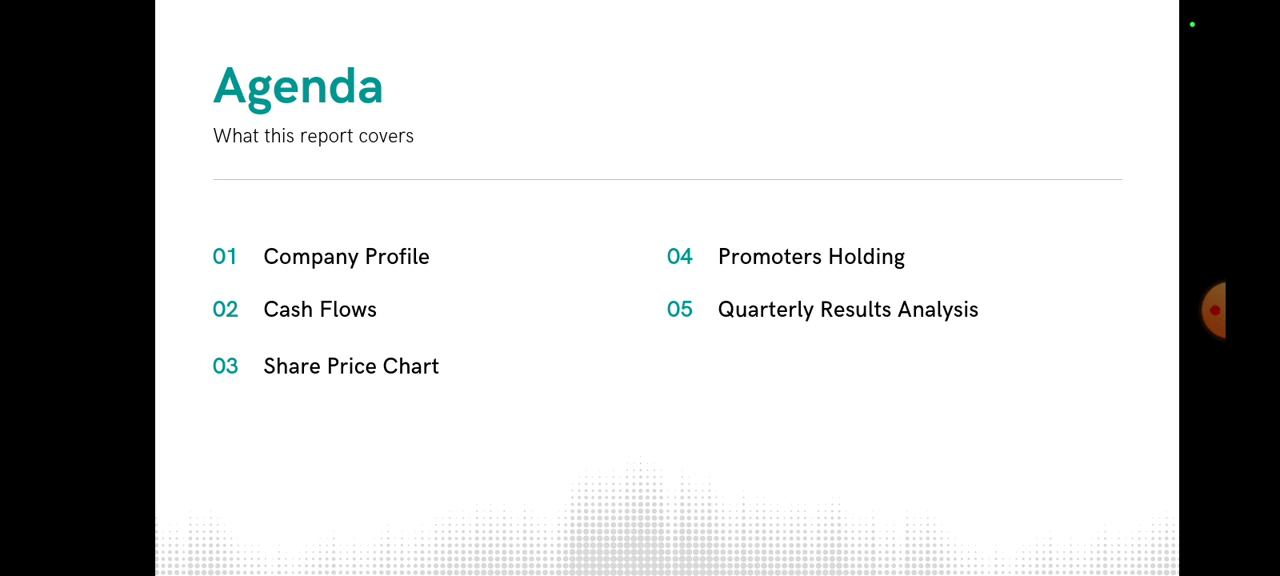 Agenda
What this report covers
01 Company Profile
02 Cash Flows
03 Share Price Chart
04 Promoters Holding
05 Quarterly Results Analysis